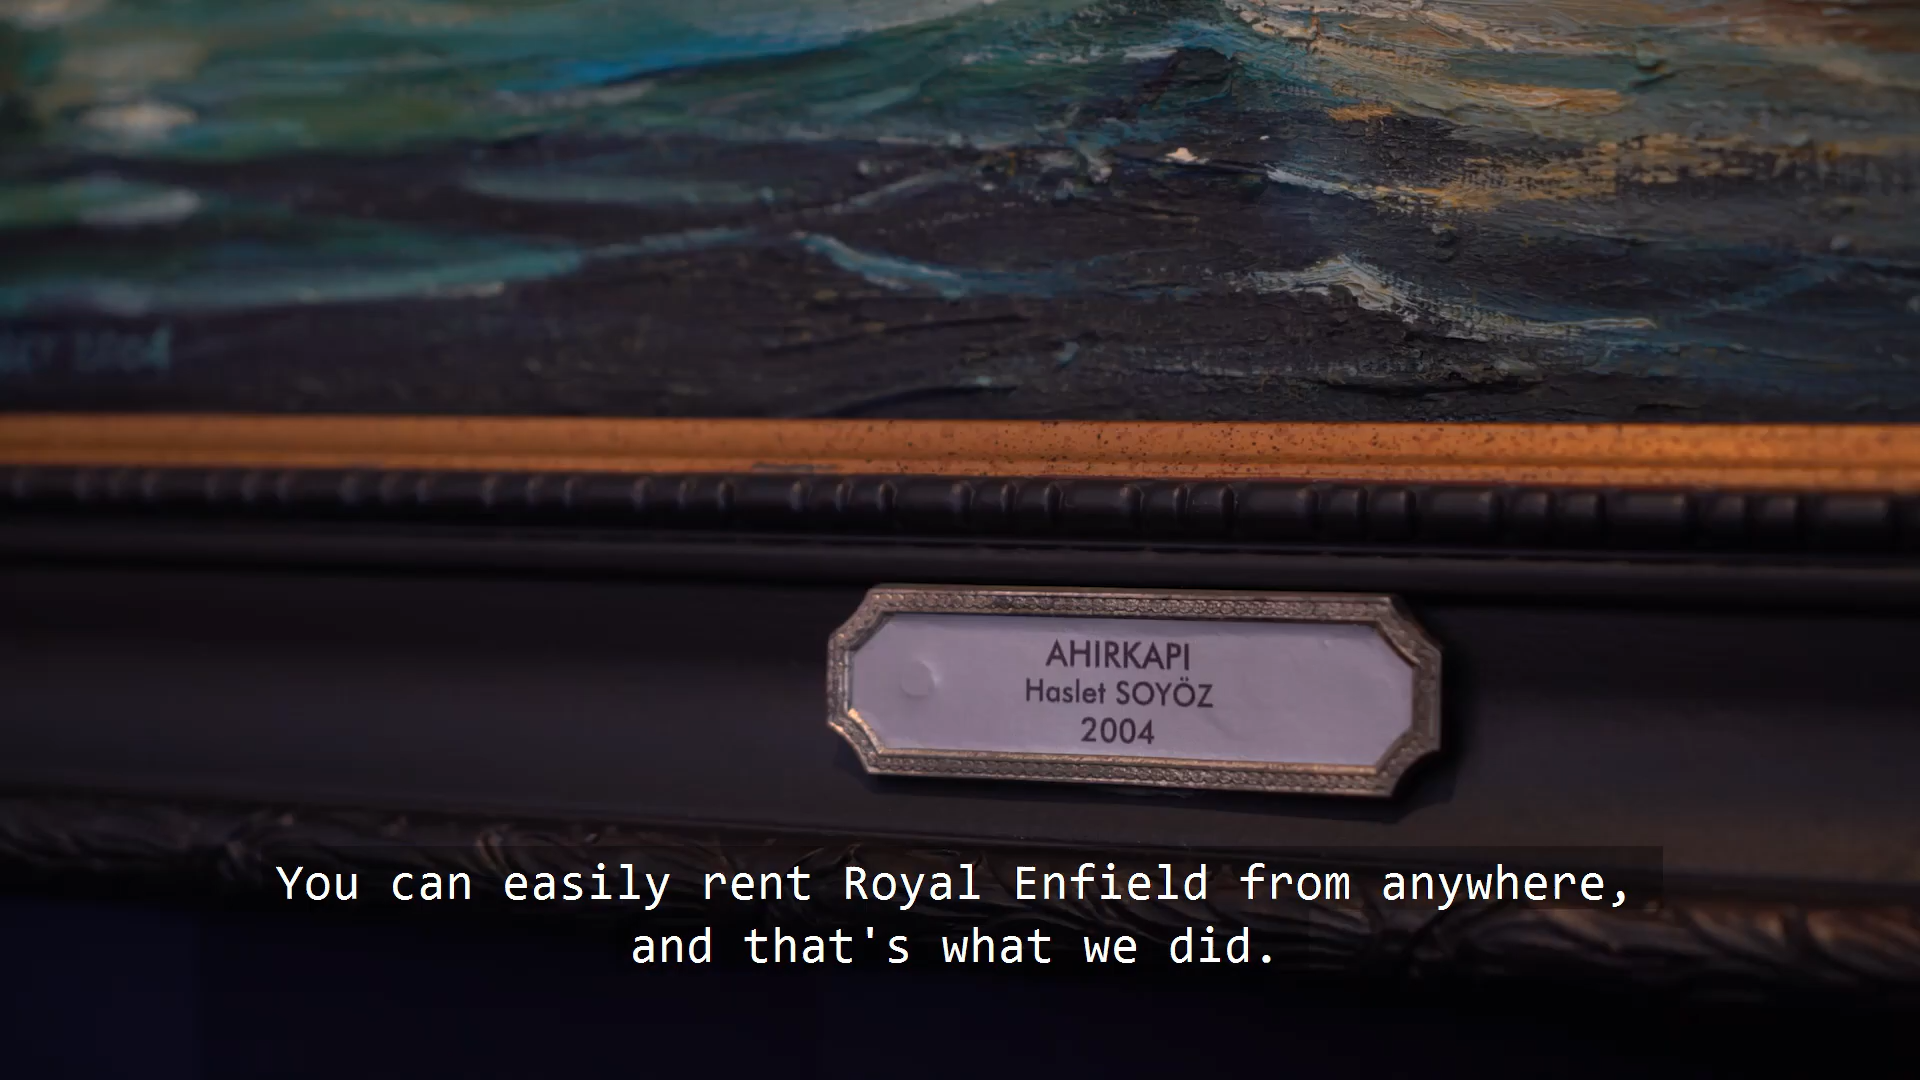 AHIRKAPI
Haslet SOYÖZ
2004
You can easily rent Royal Enfield from anywhere,
and that's what we did.